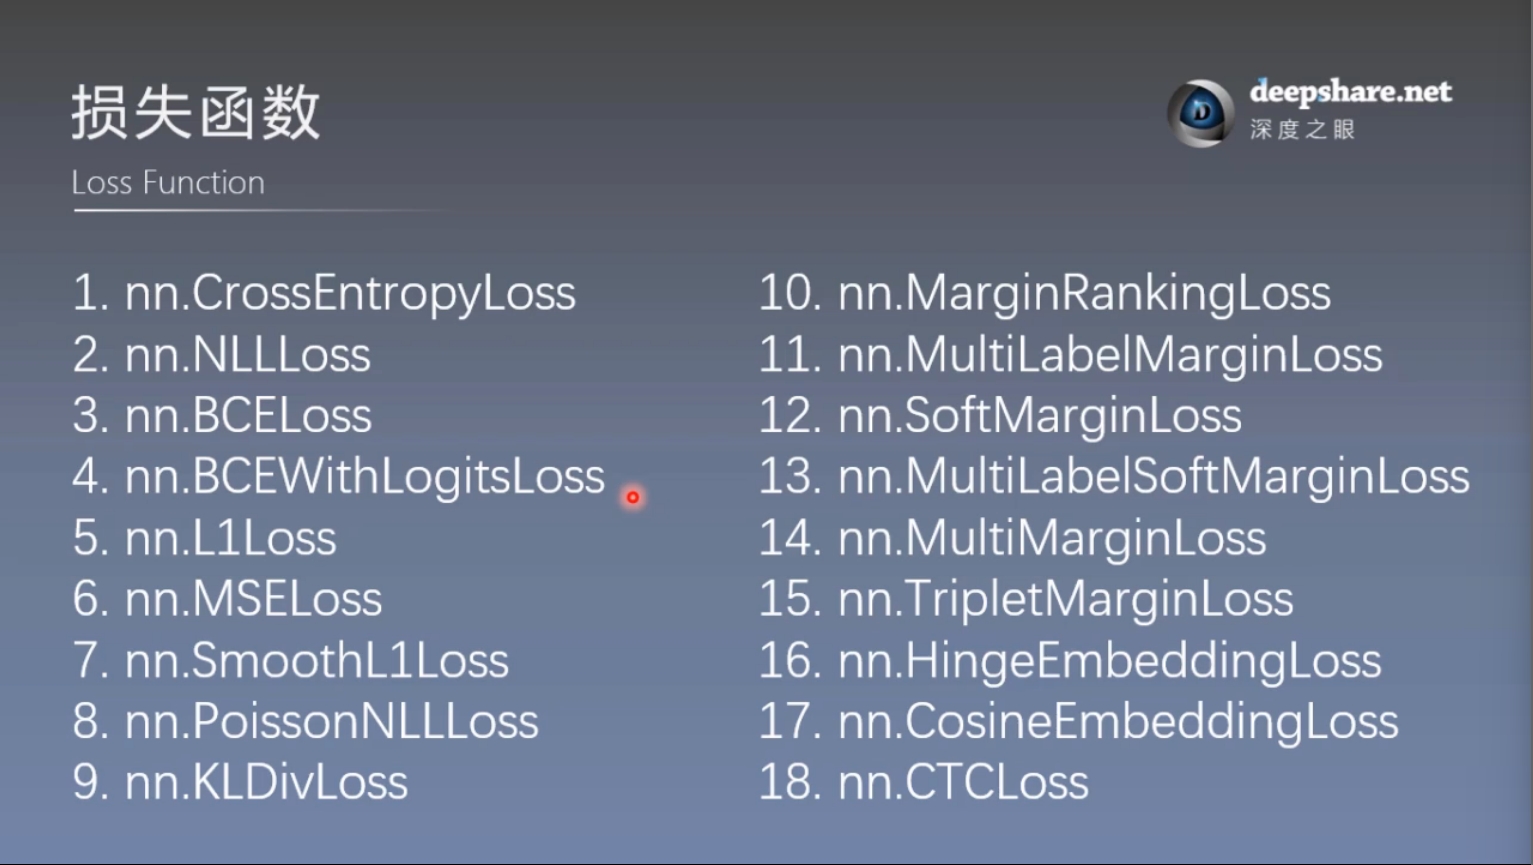 损失函数
Loss Function
deepshare.net
深度之眼
1. nn.CrossEntropyLoss
2. nn.NLLLoss
3. nn.BCELoss
4. nn.BCEWithLogitsLoss
5. nn.L1Loss
6. nn.MSELoss
7. nn.SmoothL1Loss
8. nn.PoissonNLLLoss
9. nn.KLDivLoss
10. nn.MarginRankingLoss
11. nn.MultiLabelMarginLoss
12. nn.SoftMarginLoss
13. nn.MultiLabelSoftMarginLoss
14. nn.MultiMarginLoss
15. nn.TripletMarginLoss
16. nn.HingeEmbeddingLoss
17. nn.CosineEmbeddingLoss
18. nn.CTCLoss